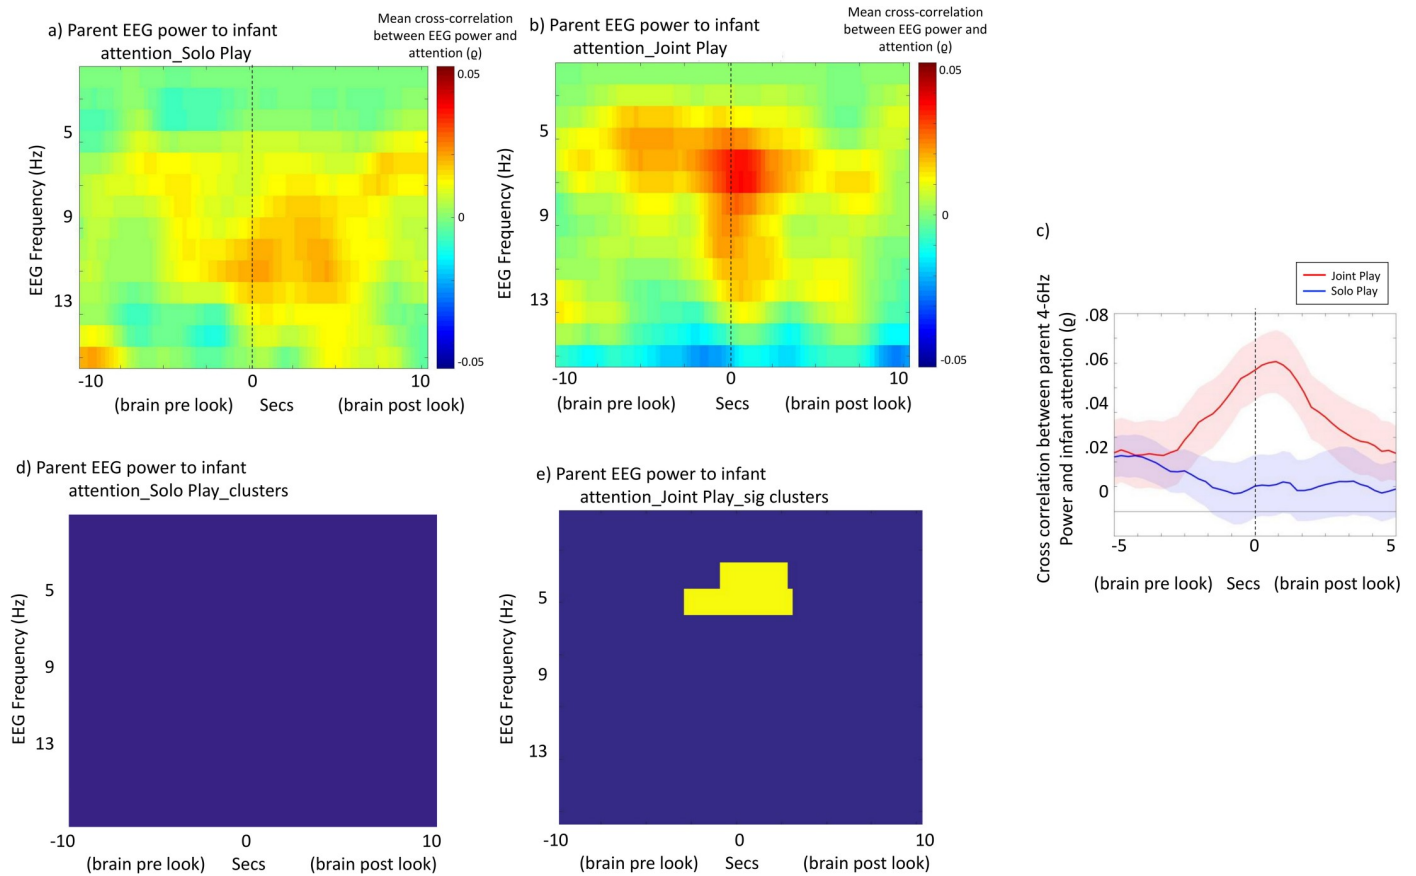 a) Parent EEG power to infant
attention_Solo Play
Mean cross-correlation
between EEG power and
attention (ϱ)
0.05
0
-0.05
EEG Frequency (Hz)
5
9
13
-10
0
10
(brain pre look)
Secs
(brain post look)
b) Parent EEG power to infant
attention_Joint Play
Mean cross-correlation
between EEG power and
attention (ϱ)
0.05
0
-0.05
EEG Frequency (Hz)
5
9
13
-10
0
10
(brain pre look)
Secs
(brain post look)
c)
Joint Play
Solo Play
Cross correlation between parent 4-6Hz
Power and infant attention (ϱ)
.08
.06
.04
.02
0
-5
0
5
(brain pre look)
Secs
(brain post look)
d) Parent EEG power to infant
attention_Solo Play_clusters
EEG Frequency (Hz)
5
9
13
-10
0
10
(brain pre look)
Secs
(brain post look)
e) Parent EEG power to infant
attention_Joint Play_sig clusters
EEG Frequency (Hz)
5
9
13
-10
0
10
(brain pre look)
Secs
(brain post look)